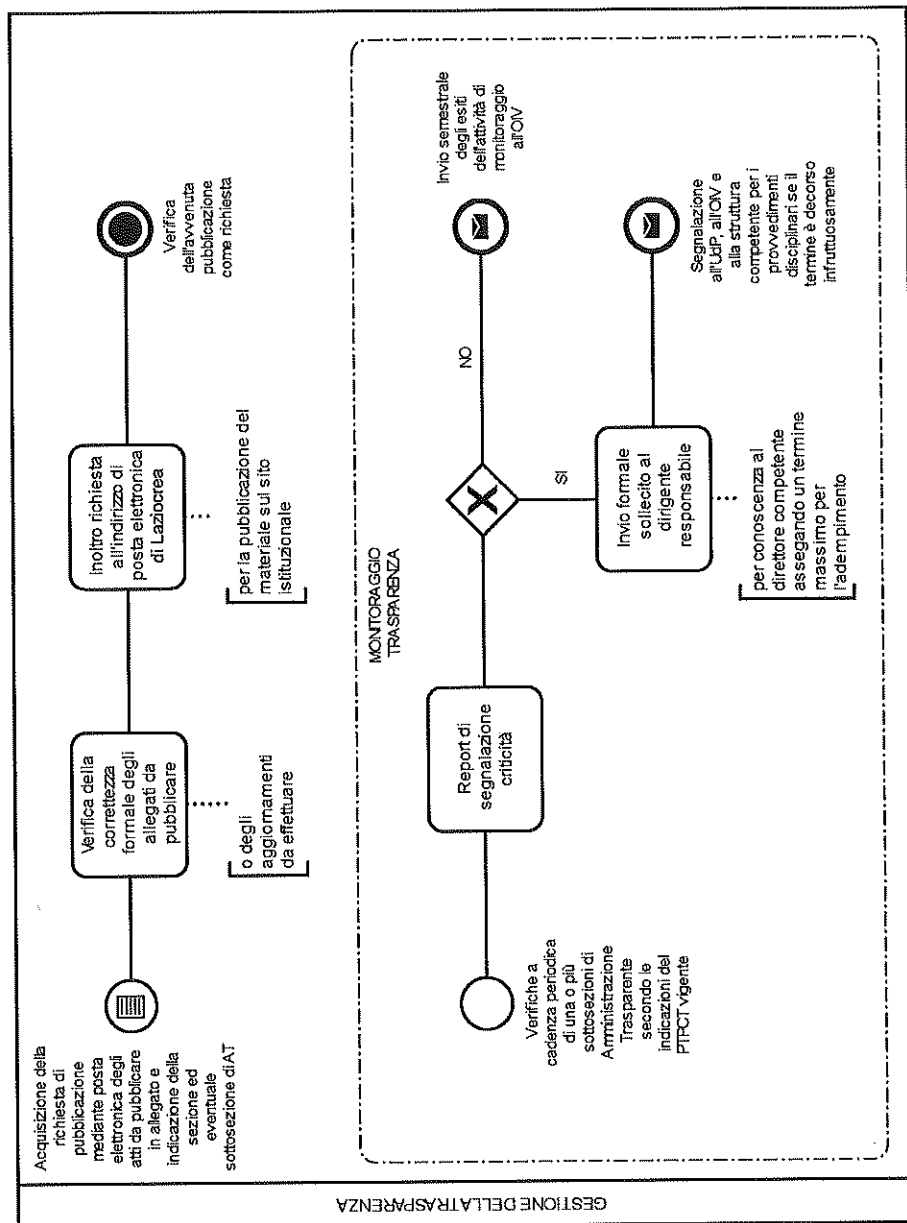 GESTIONE DELLA TRASPARENZA
Acquisizione della
richiesta di
pubblicazione
mediante posta
elettronica degli
atti da pubblicare
in allegato e
indicazione della
sezione ed
eventuale
sottosezione di AT
Verifica della
correttezza
formale degli
allegati da
pubblicare
o degli
aggiornamenti
da effettuare
Inoltro richiesta
all'indirizzo di
posta elettronica
di Laziocrea
per la pubblicazione del
materiale sul sito
istituzionale
Verifica
dell'avvenuta
pubblicazione
come richiesta
MONITORAGGIO
TRASPARENZA
Verifiche a
cadenza periodica
di una o più
sottosezioni di
Amministrazione
Trasparente
secondo le
indicazioni del
PTPCT vigente
Report di
segnalazione
criticità
NO
Invio semestrale
degli esiti
dell'attività di
monitoraggio
all'OIV
SI
Invio formale
sollecito al
dirigente
responsabile
per conoscenza al
direttore competente
assegando un termine
massimo per
l'adempimento
Segnalazione
all'UdP, all'OIV e
alla struttura
competente per i
provvedimenti
disciplinari se il
termine è decorso
infruttuosamente